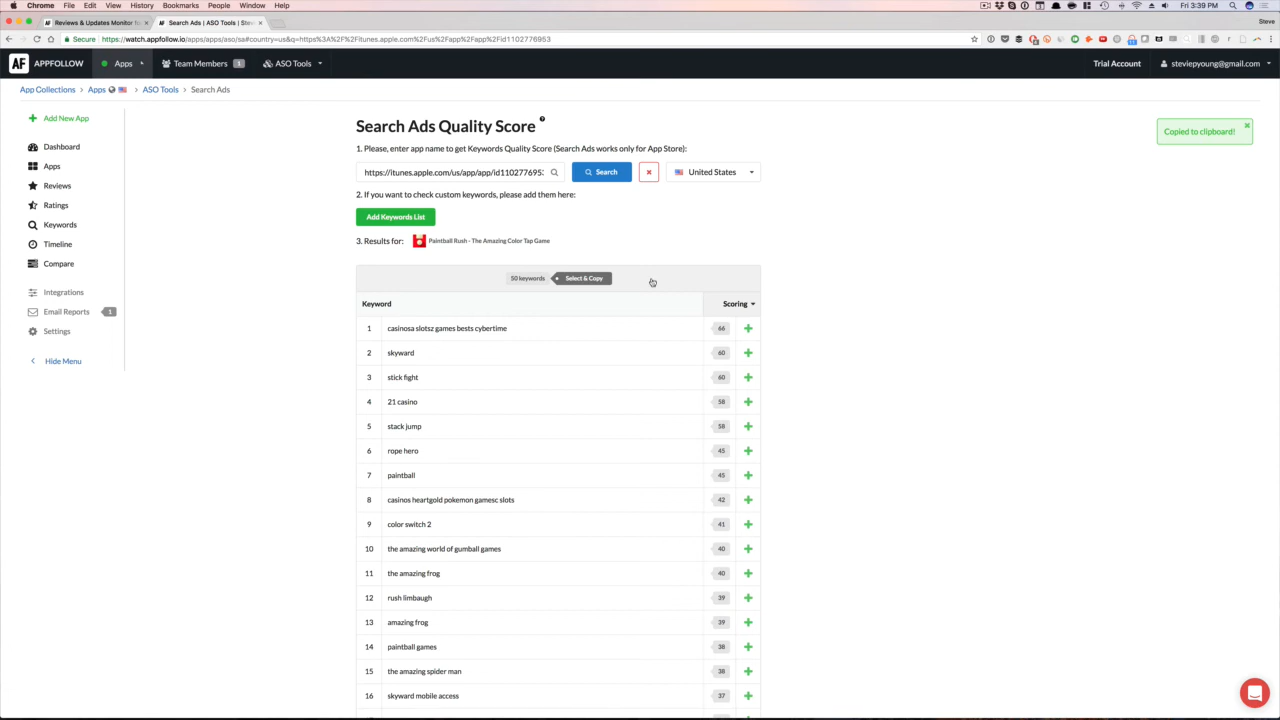 Chrome File Edit View History Bookmarks People Window Help
Fri 3:39 PM
Reviews & Updates Monitor fo
Search Ads | ASO Tools | Stev
Steve
Secure https://watch.appfollow.io/apps/apps/aso/sa#country=us&q=https%3A%2F%2Fitunes.apple.com%2Fus%2Fapp%2Fapp%2Fid1102776953
AF APPFOLLOW
Apps
Team Members 1
ASO Tools
Trial Account
steviepyoung@gmail.com
App Collections > Apps > ASO Tools > Search Ads
Add New App
Dashboard
Apps
Reviews
Ratings
Keywords
Timeline
Compare
Integrations
Email Reports 1
Settings
Hide Menu
Search Ads Quality Score ?
Copied to clipboard!
1. Please, enter app name to get Keywords Quality Score (Search Ads works only for App Store):
https://itunes.apple.com/us/app/app/id110277695
Search
United States
2. If you want to check custom keywords, please add them here:
Add Keywords List
3. Results for: Paintball Rush - The Amazing Color Tap Game
50 keywords Select & Copy
Keyword Scoring
1 casinosa slotsz games bests cybertime 66
2 skyward 60
3 stick fight 60
4 21 casino 58
5 stack jump 58
6 rope hero 45
7 paintball 45
8 casinos heartgold pokemon gamesc slots 42
9 color switch 2 41
10 the amazing world of gumball games 40
11 the amazing frog 40
12 rush limbaugh 39
13 amazing frog 39
14 paintball games 38
15 the amazing spider man 38
16 skyward mobile access 37